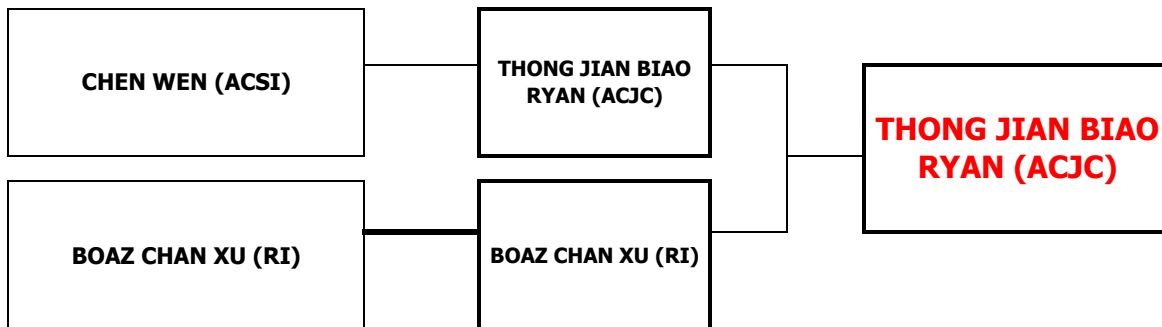 CHEN WEN (ACSI)
THONG JIAN BIAO
RYAN (ACJC)
THONG JIAN BIAO
RYAN (ACJC)
BOAZ CHAN XU (RI)
BOAZ CHAN XU (RI)